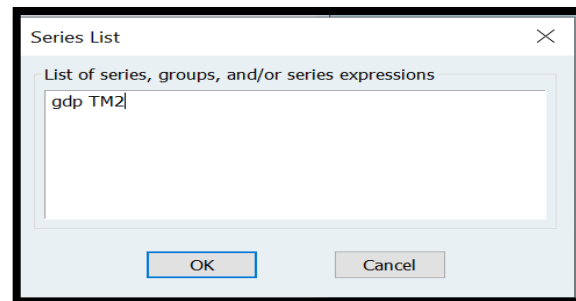 Series List
List of series, groups, and/or series expressions
gdp TM2
OK
Cancel